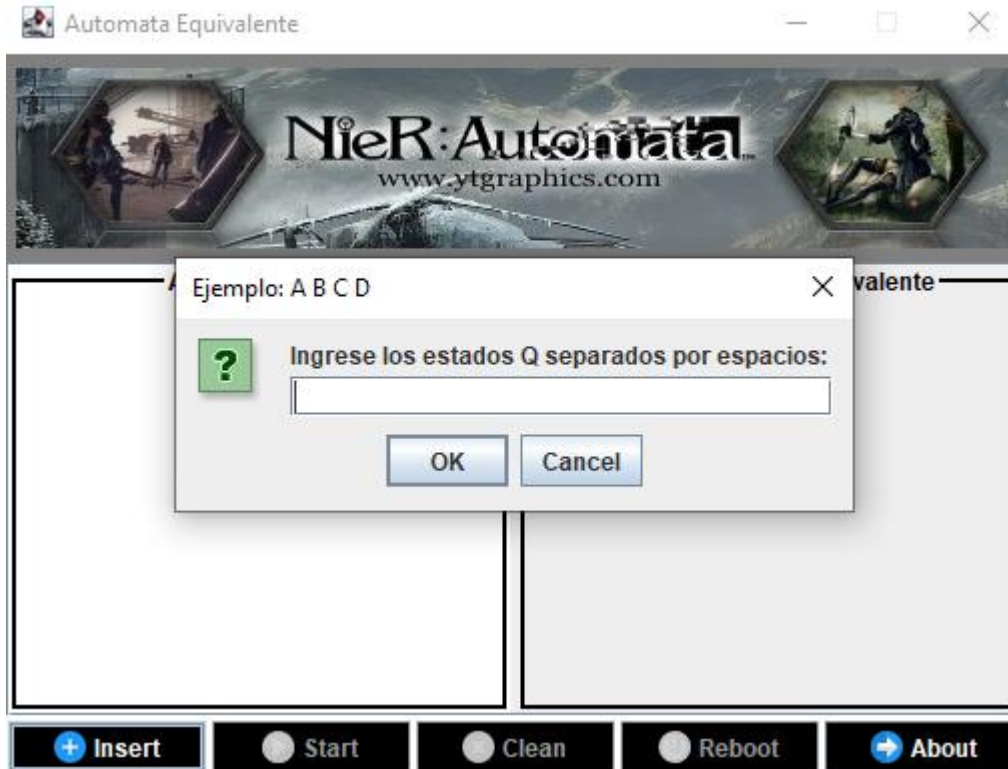 Automata Equivalente
NieR:Automata
www.ytgraphics.com
valente
Ejemplo: A B C D
Ingrese los estados Q separados por espacios:
OK
Cancel
Insert
Start
Clean
Reboot
About